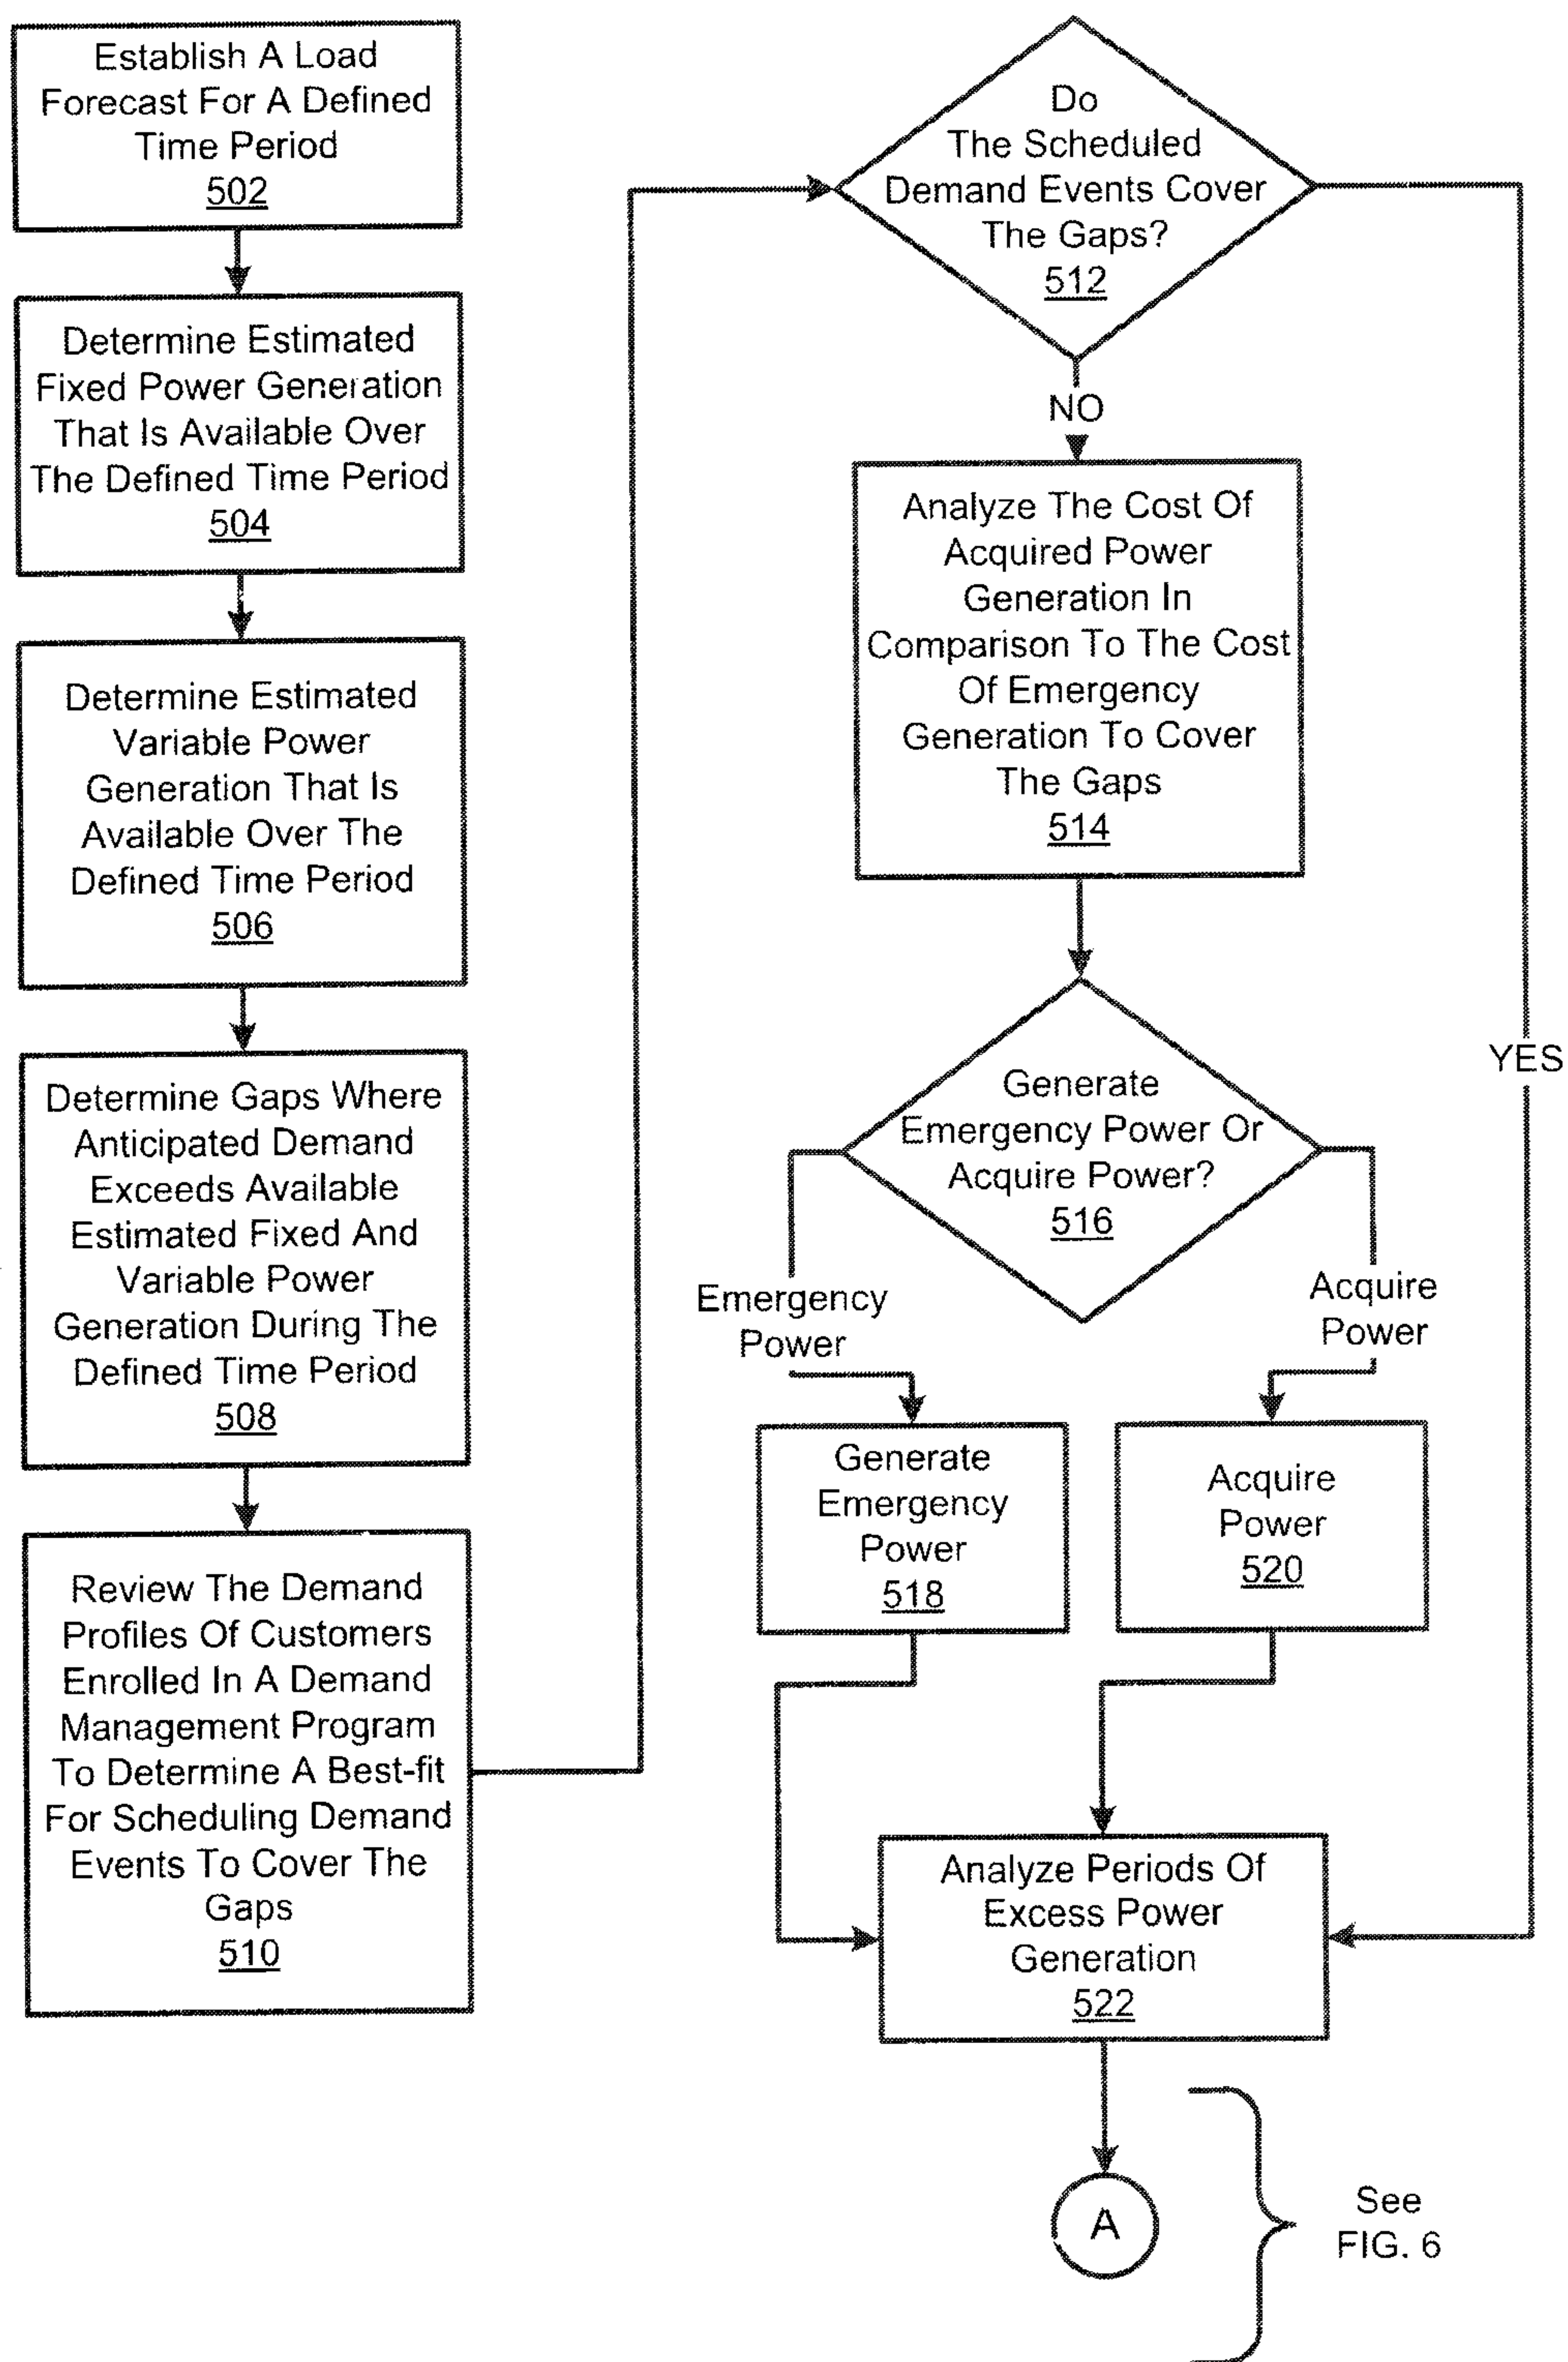 Establish A Load
Forecast For A Defined
Time Period
502
Determine Estimated
Fixed Power Generation
That Is Available Over
The Defined Time Period
504
Determine Estimated
Variable Power
Generation That Is
Available Over The
Defined Time Period
506
Determine Gaps Where
Anticipated Demand
Exceeds Available
Estimated Fixed And
Variable Power
Generation During The
Defined Time Period
508
Review The Demand
Profiles Of Customers
Enrolled In A Demand
Management Program
To Determine A Best-fit
For Scheduling Demand
Events To Cover The
Gaps
510
Do
The Scheduled
Demand Events Cover
The Gaps?
512
NO
YES
Analyze The Cost Of
Acquired Power
Generation In
Comparison To The Cost
Of Emergency
Generation To Cover
The Gaps
514
Generate
Emergency Power Or
Acquire Power?
516
Emergency
Power
Acquire
Power
Generate
Emergency
Power
518
Acquire
Power
520
Analyze Periods Of
Excess Power
Generation
522
A
See
FIG. 6